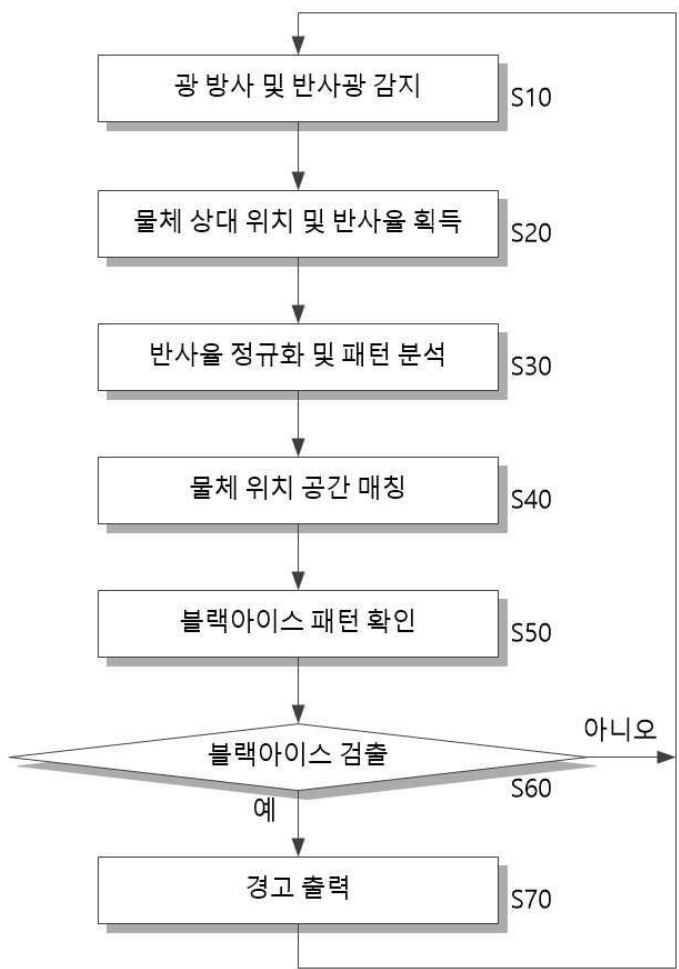 광 방사 및 반사광 감지
S10
물체 상대 위치 및 반사율 획득
S20
반사율 정규화 및 패턴 분석
S30
물체 위치 공간 매칭
S40
블랙아이스 패턴 확인
S50
아니오
블랙아이스 검출
S60
예
경고 출력
S70